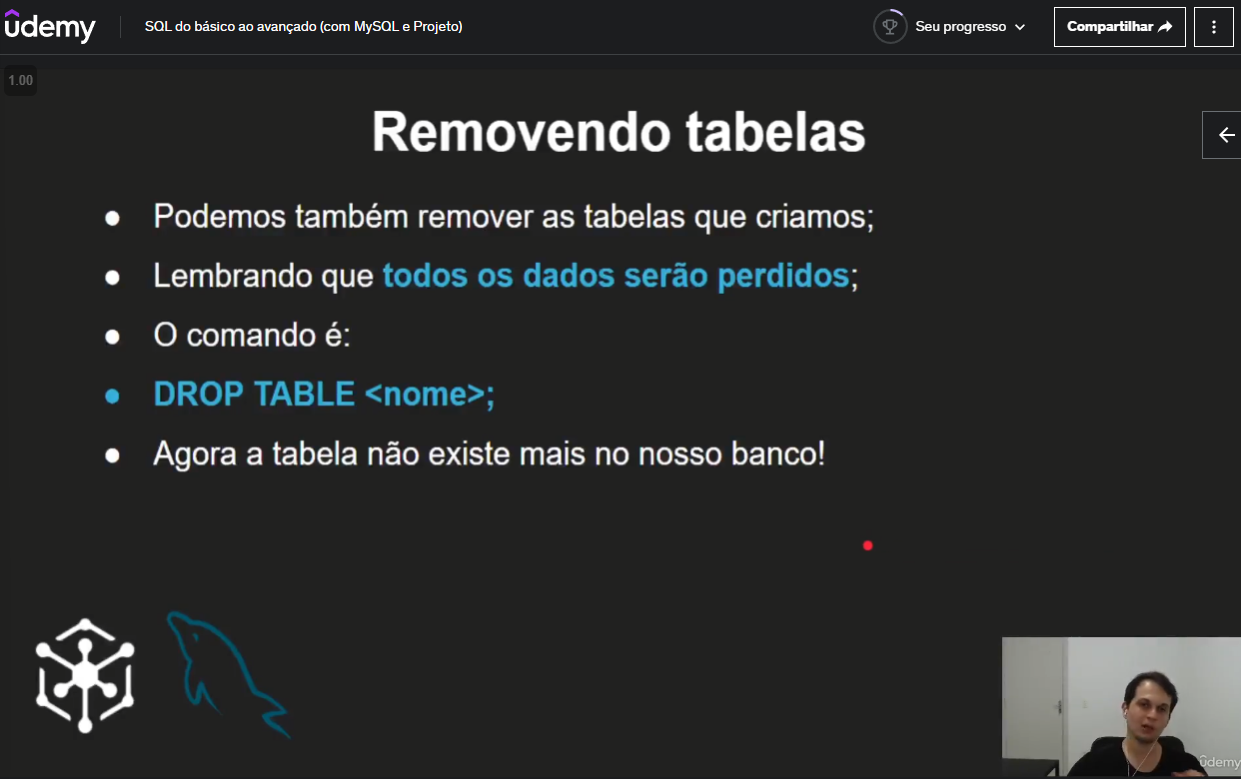 udemy
SQL do básico ao avançado (com MySQL e Projeto)
Seu progresso
Compartilhar
1.00
Removendo tabelas
Podemos também remover as tabelas que criamos;
Lembrando que todos os dados serão perdidos;
O comando é:
DROP TABLE <nome>;
Agora a tabela não existe mais no nosso banco!
udemy